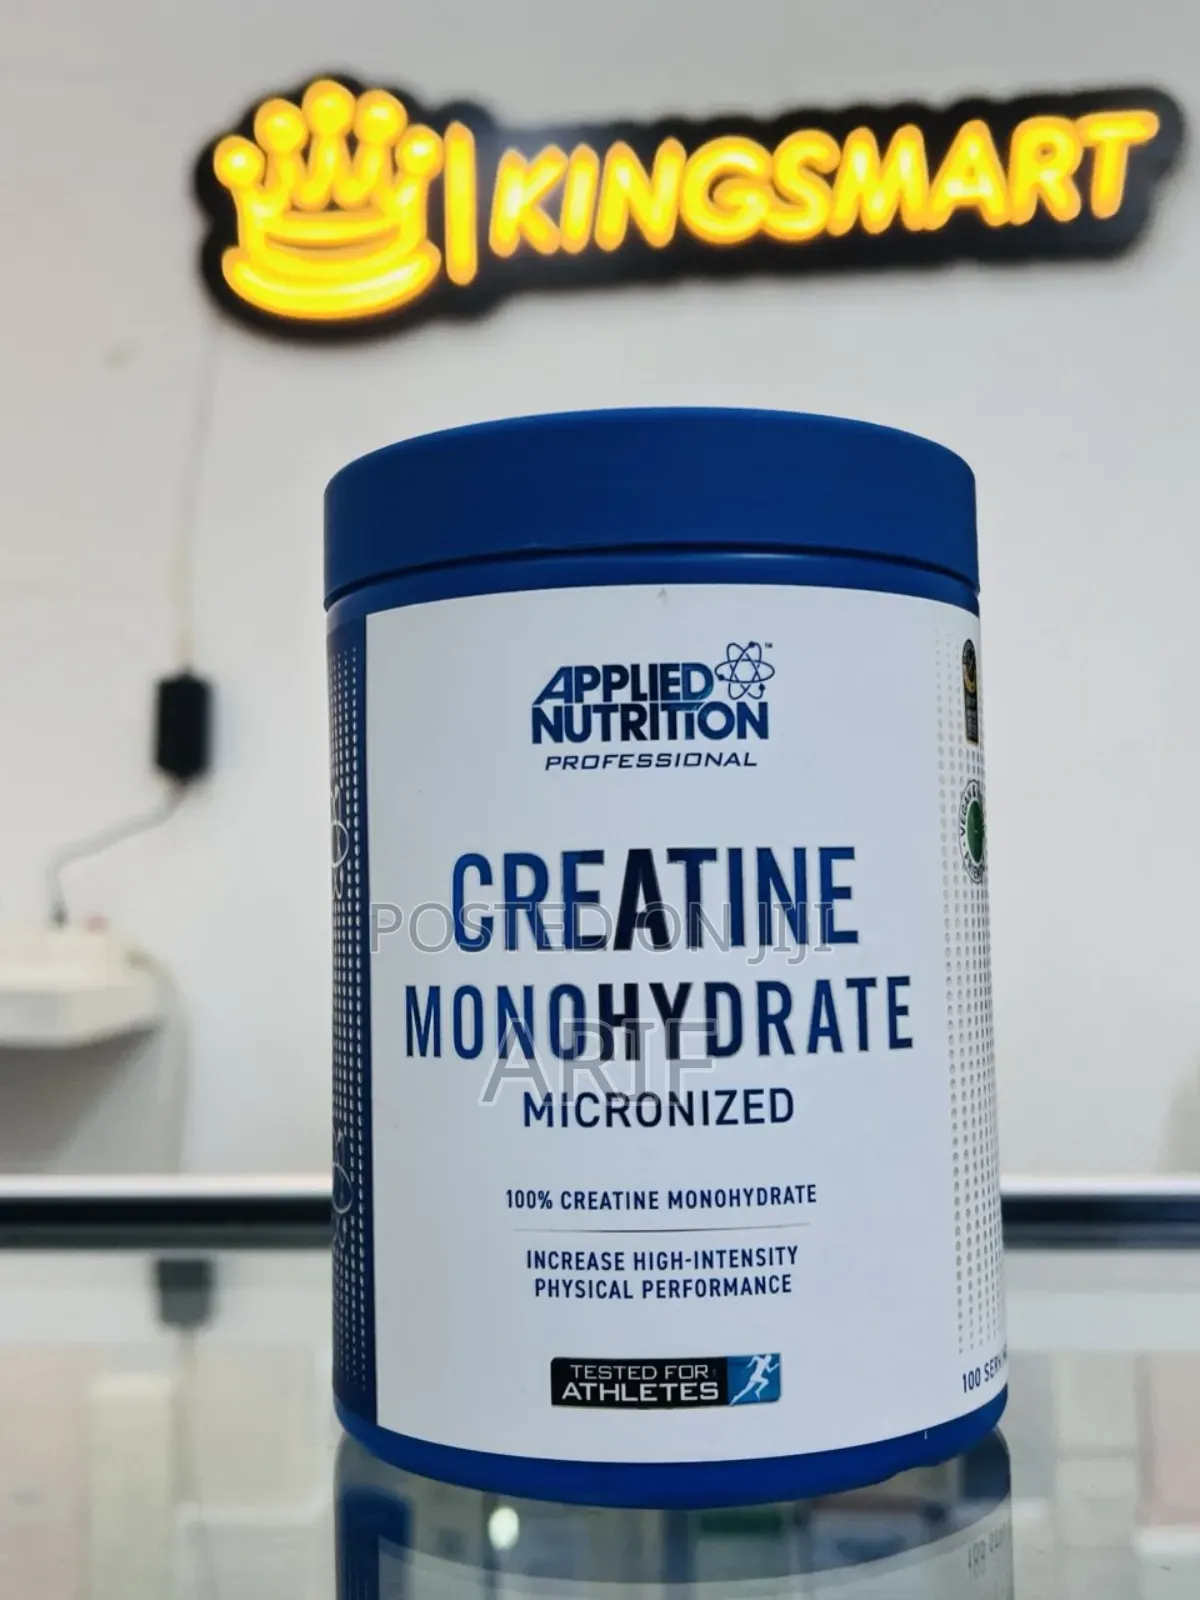 KINGSMART
APPLIED
NUTRITION
PROFESSIONAL
CREATINE
POSTED ON JIJI
MONOHYDRATE
ARIF
MICRONIZED
100% CREATINE MONOHYDRATE
INCREASE HIGH-INTENSITY
PHYSICAL PERFORMANCE
TESTED FOR
ATHLETES
100